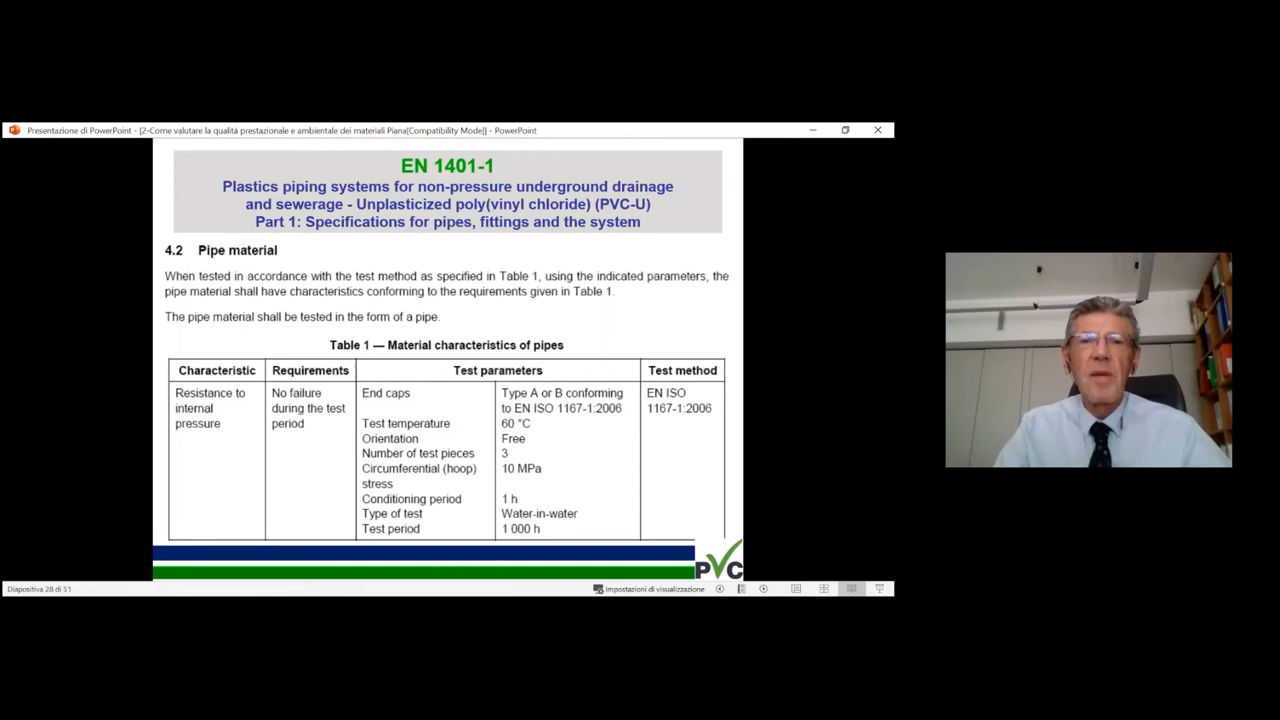 Presentazione di PowerPoint - [2-Come valutare la qualità prestazionale e ambientale dei materiali Piana[Compatibility Mode]] - PowerPoint
EN 1401-1
Plastics piping systems for non-pressure underground drainage
and sewerage - Unplasticized poly(vinyl chloride) (PVC-U)
Part 1: Specifications for pipes, fittings and the system
4.2 Pipe material
When tested in accordance with the test method as specified in Table 1, using the indicated parameters, the
pipe material shall have characteristics conforming to the requirements given in Table 1.
The pipe material shall be tested in the form of a pipe.
Table 1 — Material characteristics of pipes
Characteristic Requirements Test parameters Test method
Resistance to No failure End caps Type A or B conforming EN ISO
internal during the test to EN ISO 1167-1:2006 1167-1:2006
pressure period Test temperature 60 °C
Orientation Free
Number of test pieces 3
Circumferential (hoop) 10 MPa
stress
Conditioning period 1 h
Type of test Water-in-water
Test period 1 000 h
PVC
Diapositiva 28 di 51 Impostazioni di visualizzazione